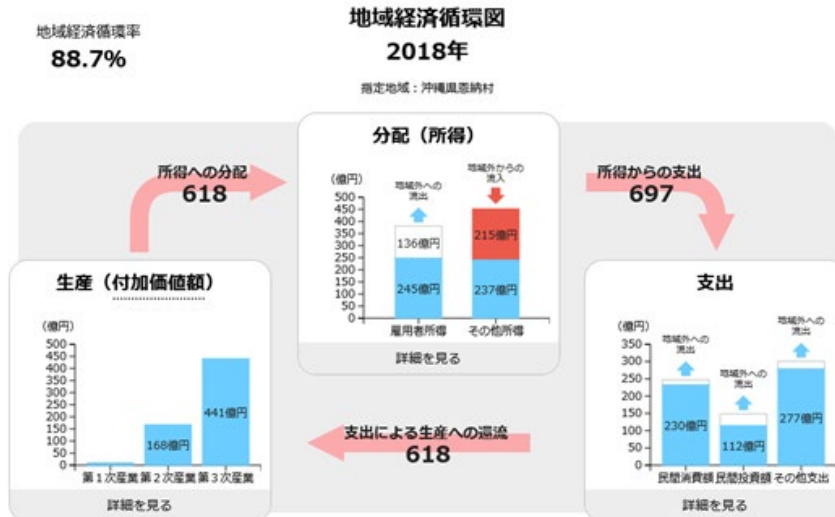 地域経済循環図
2018年
指定地域：沖縄県恩納村
地域経済循環率
88.7%
所得への分配
618
分配（所得）
（億円）
500
450
400
350
300
250
200
150
100
50
0
地域外への
流出
136億円
245億円
雇用者所得
地域外からの
流入
215億円
237億円
その他所得
詳細を見る
所得からの支出
697
生産（付加価値額）
（億円）
500
450
400
350
300
250
200
150
100
50
0
168億円
441億円
第１次産業 第２次産業 第３次産業
詳細を見る
支出による生産への還流
618
支出
（億円）
350
300
250
200
150
100
50
0
地域外への
流出
230億円
地域外への
流出
112億円
地域外への
流出
277億円
民間消費額 民間投資額 その他支出
詳細を見る